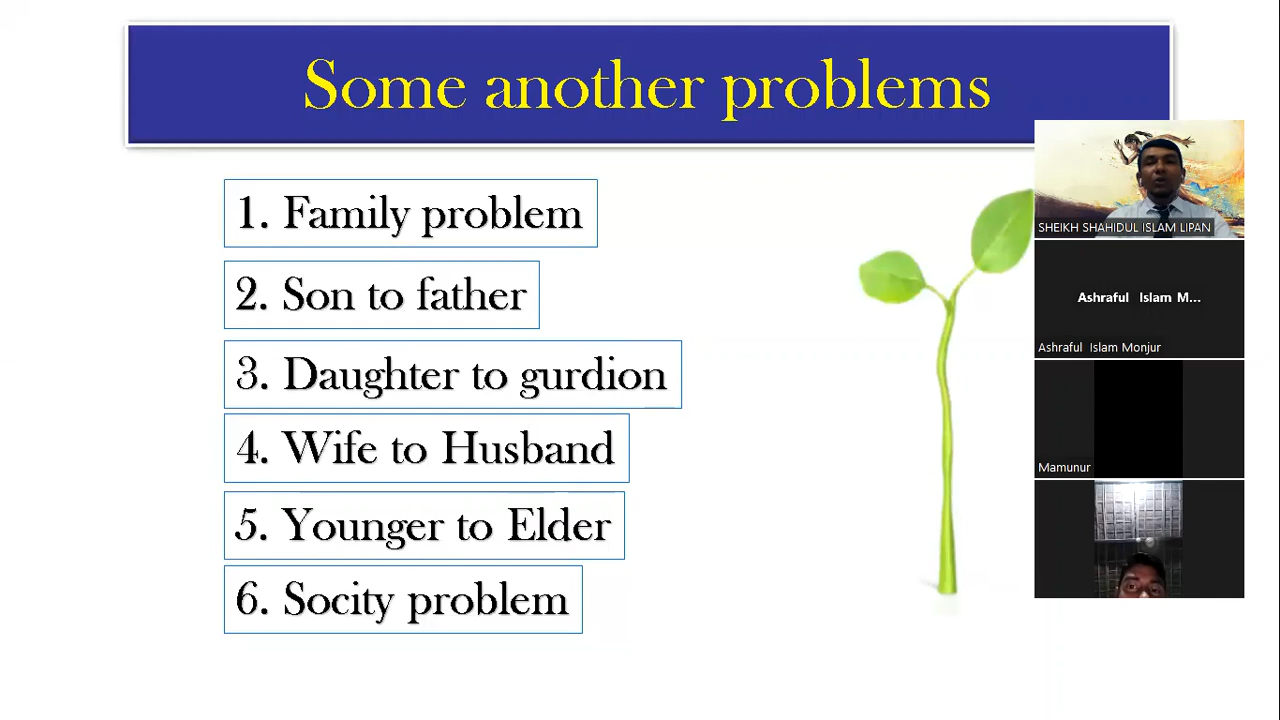 Some another problems
1. Family problem
2. Son to father
3. Daughter to gurdion
4. Wife to Husband
5. Younger to Elder
6. Socity problem
SHEIKH SHAHIDUL ISLAM LIPAN
Ashraful Islam M...
Ashraful Islam Monjur
Mamunur